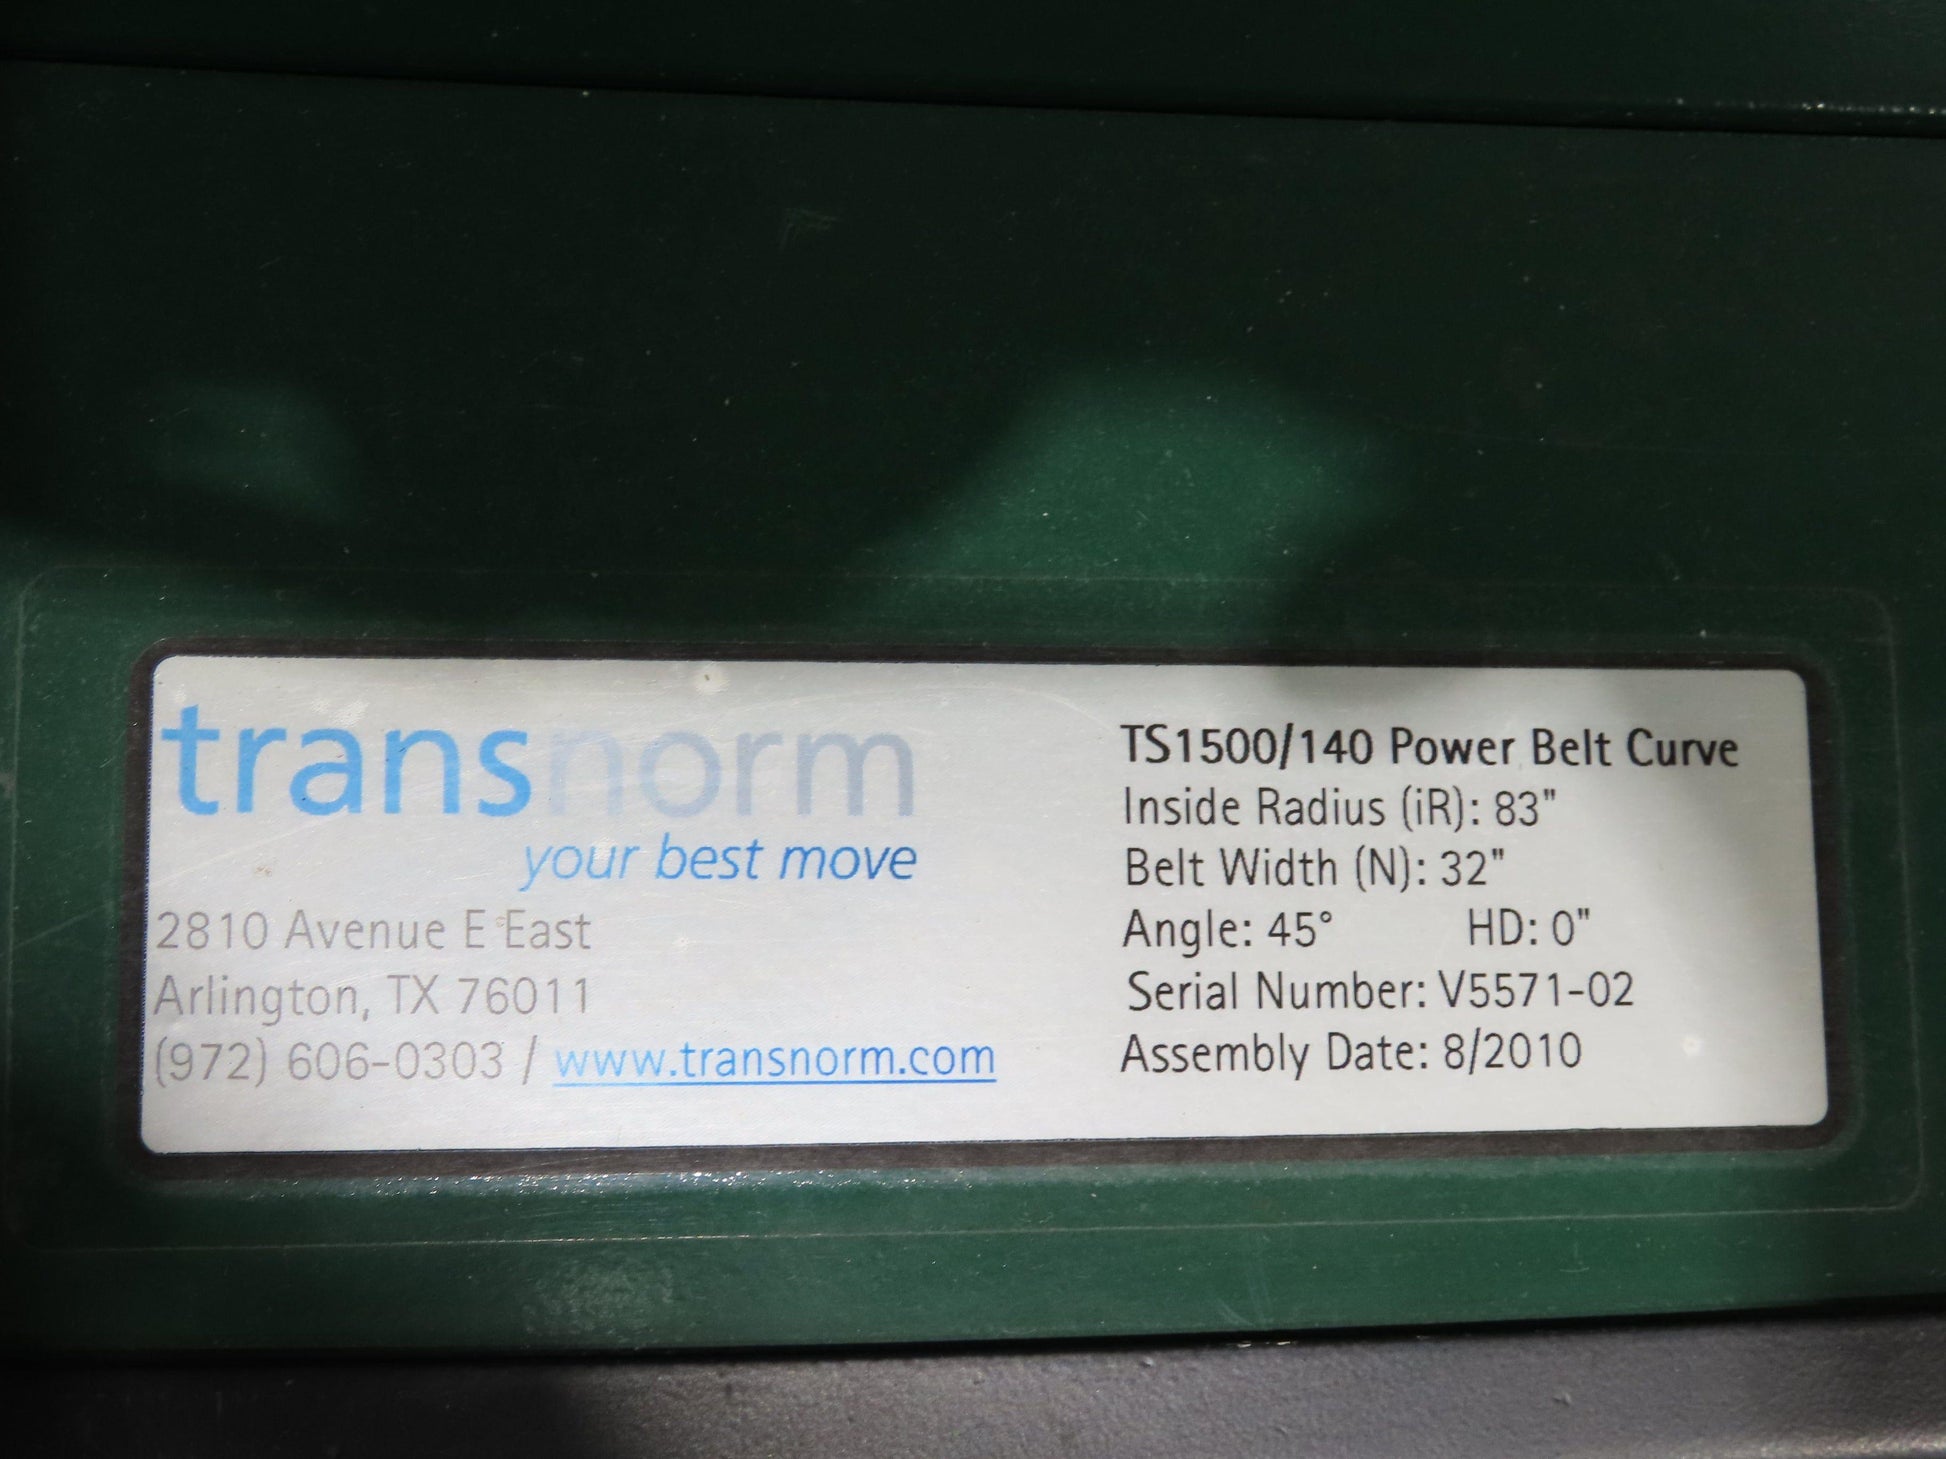 transnorm
your best move
2810 Avenue E East
Arlington, TX 76011
(972) 606-0303 / www.transnorm.com
TS1500/140 Power Belt Curve
Inside Radius (iR): 83"
Belt Width (N): 32"
Angle: 45° HD: 0"
Serial Number: V5571-02
Assembly Date: 8/2010